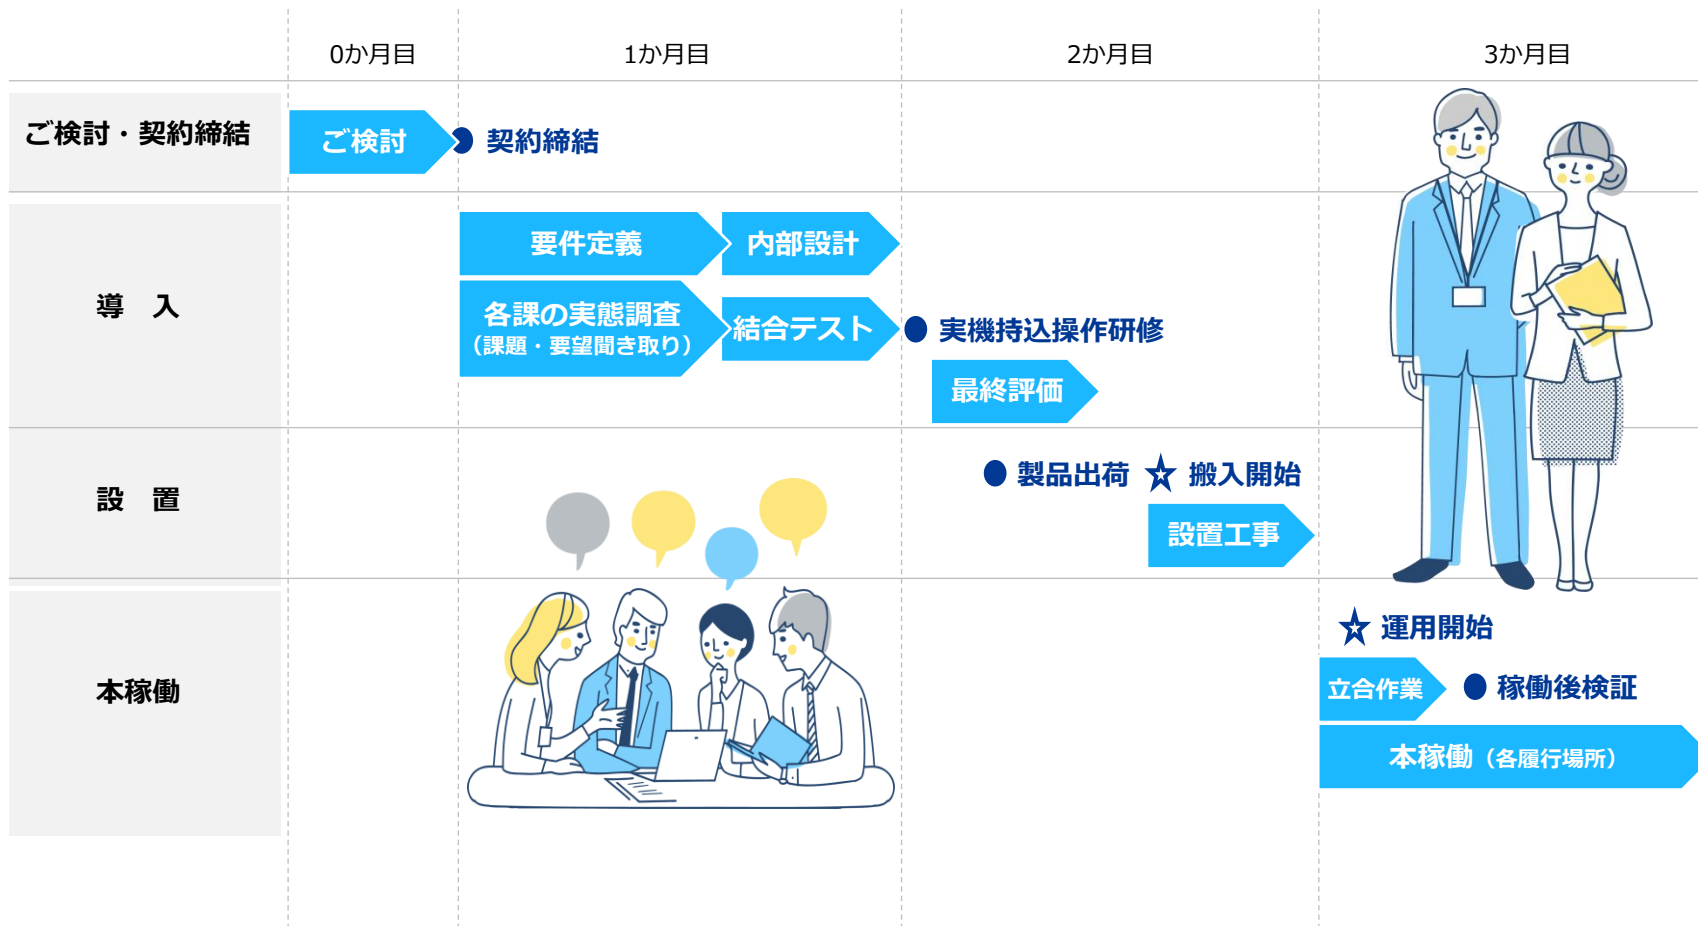 0か月目
1か月目
2か月目
3か月目
ご検討・契約締結
ご検討
契約締結
導　入
要件定義
内部設計
各課の実態調査
（課題・要望聞き取り）
結合テスト
実機持込操作研修
最終評価
設　置
製品出荷
搬入開始
設置工事
本稼働
運用開始
立合作業
稼働後検証
本稼働（各履行場所）